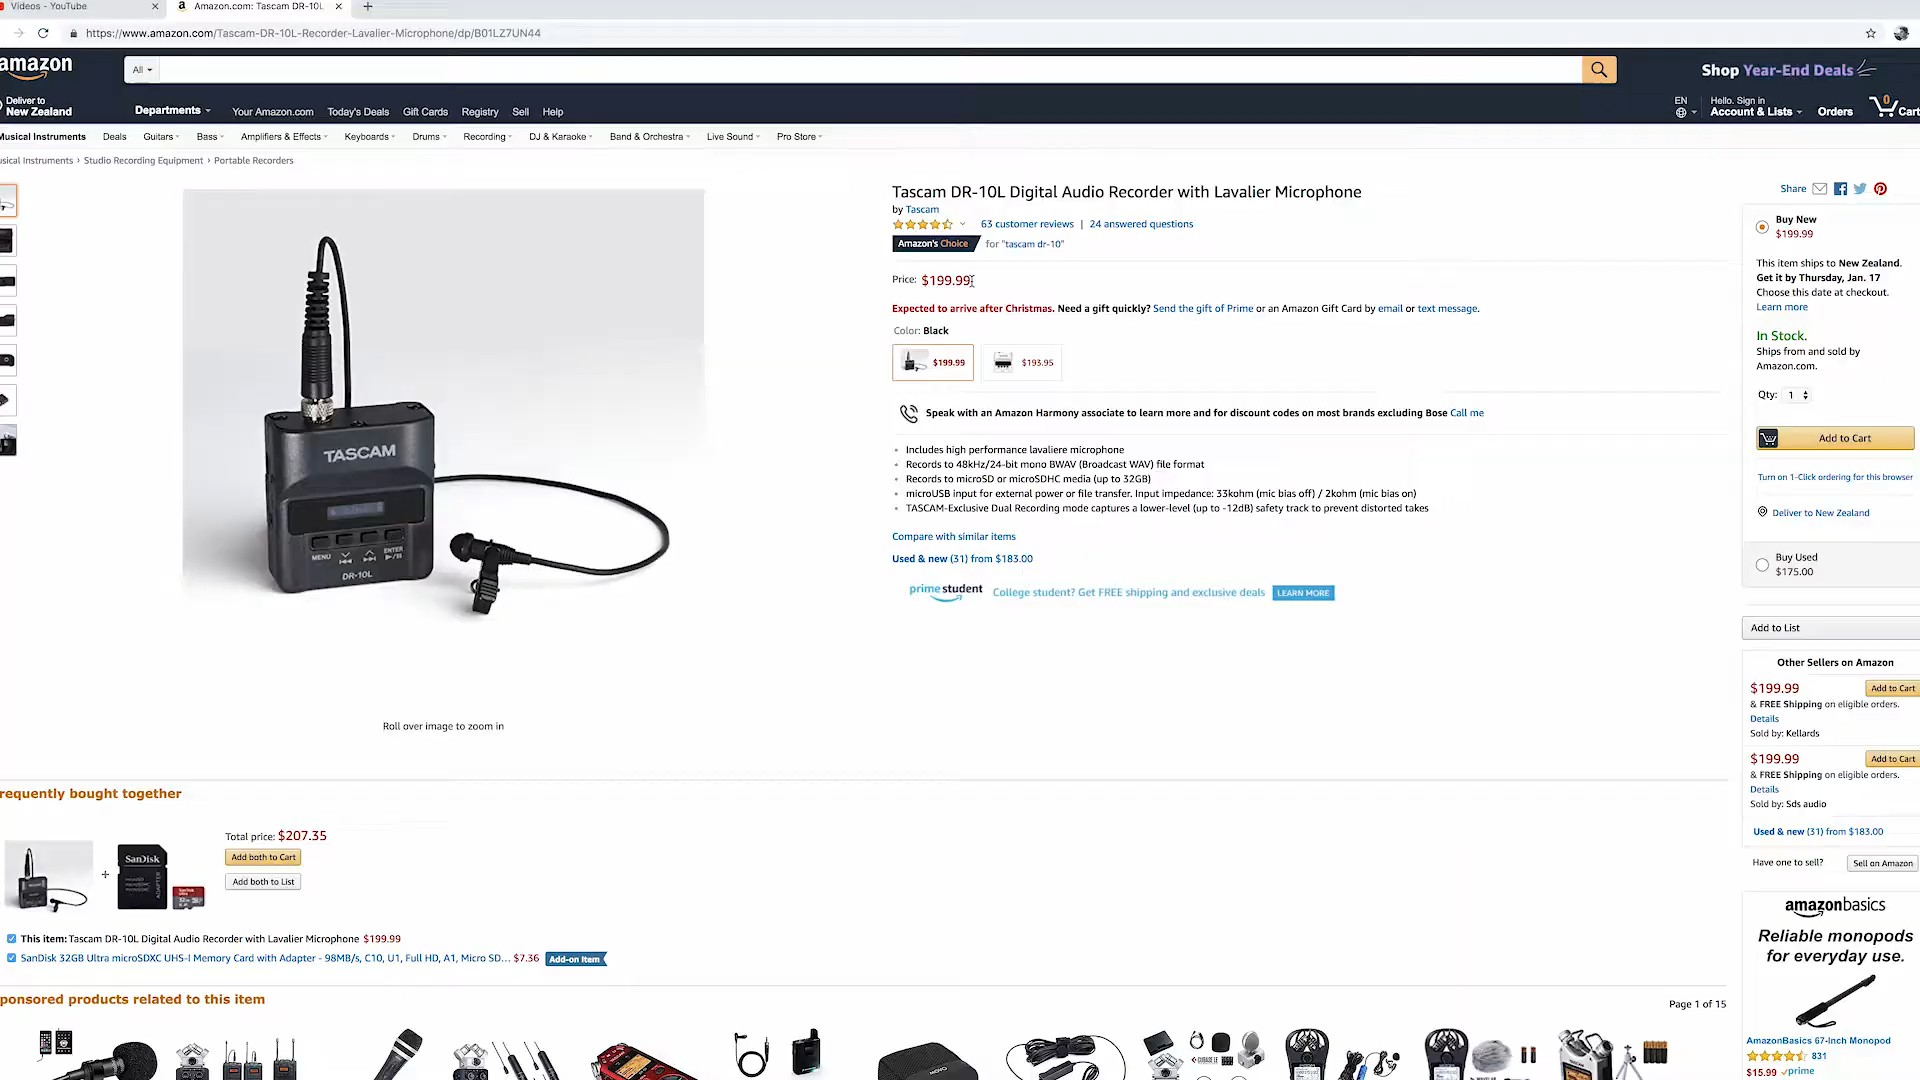 Videos - YouTube
Amazon.com: Tascam DR-10L
https://www.amazon.com/Tascam-DR-10L-Recorder-Lavalier-Microphone/dp/B01LZ7UN44
amazon
All
Shop Year-End Deals
Deliver to
New Zealand
Departments
Your Amazon.com
Today's Deals
Gift Cards
Registry
Sell
Help
EN
Hello. Sign in
Account & Lists
Orders
0
Cart
Musical Instruments
Deals
Guitars
Bass
Amplifiers & Effects
Keyboards
Drums
Recording
DJ & Karaoke
Band & Orchestra
Live Sound
Pro Store
usical Instruments › Studio Recording Equipment › Portable Recorders
TASCAM
MENU
ENTER
DR-10L
Roll over image to zoom in
Tascam DR-10L Digital Audio Recorder with Lavalier Microphone
by Tascam
63 customer reviews | 24 answered questions
Amazon's Choice for "tascam dr-10"
Price: $199.99
Expected to arrive after Christmas. Need a gift quickly? Send the gift of Prime or an Amazon Gift Card by email or text message.
Color: Black
$199.99
$193.95
Speak with an Amazon Harmony associate to learn more and for discount codes on most brands excluding Bose Call me
• Includes high performance lavaliere microphone
• Records to 48kHz/24-bit mono BWAV (Broadcast WAV) file format
• Records to microSD or microSDHC media (up to 32GB)
• microUSB input for external power or file transfer. Input impedance: 33kohm (mic bias off) / 2kohm (mic bias on)
• TASCAM-Exclusive Dual Recording mode captures a lower-level (up to -12dB) safety track to prevent distorted takes
Compare with similar items
Used & new (31) from $183.00
prime student College student? Get FREE shipping and exclusive deals LEARN MORE
Share
Buy New
$199.99
This item ships to New Zealand.
Get it by Thursday, Jan. 17
Choose this date at checkout.
Learn more
In Stock.
Ships from and sold by
Amazon.com.
Qty: 1
Add to Cart
Turn on 1-Click ordering for this browser
Deliver to New Zealand
Buy Used
$175.00
Add to List
Other Sellers on Amazon
$199.99
Add to Cart
& FREE Shipping on eligible orders.
Details
Sold by: Kellards
$199.99
Add to Cart
& FREE Shipping on eligible orders.
Details
Sold by: Sds audio
Used & new (31) from $183.00
Have one to sell?
Sell on Amazon
amazonbasics
Reliable monopods
for everyday use.
AmazonBasics 67-Inch Monopod
831
$15.99 prime
requently bought together
SanDisk
+
Total price: $207.35
Add both to Cart
Add both to List
This item: Tascam DR-10L Digital Audio Recorder with Lavalier Microphone $199.99
SanDisk 32GB Ultra microSDXC UHS-I Memory Card with Adapter - 98MB/s, C10, U1, Full HD, A1, Micro SD... $7.36 Add-on Item
ponsored products related to this item
Page 1 of 15